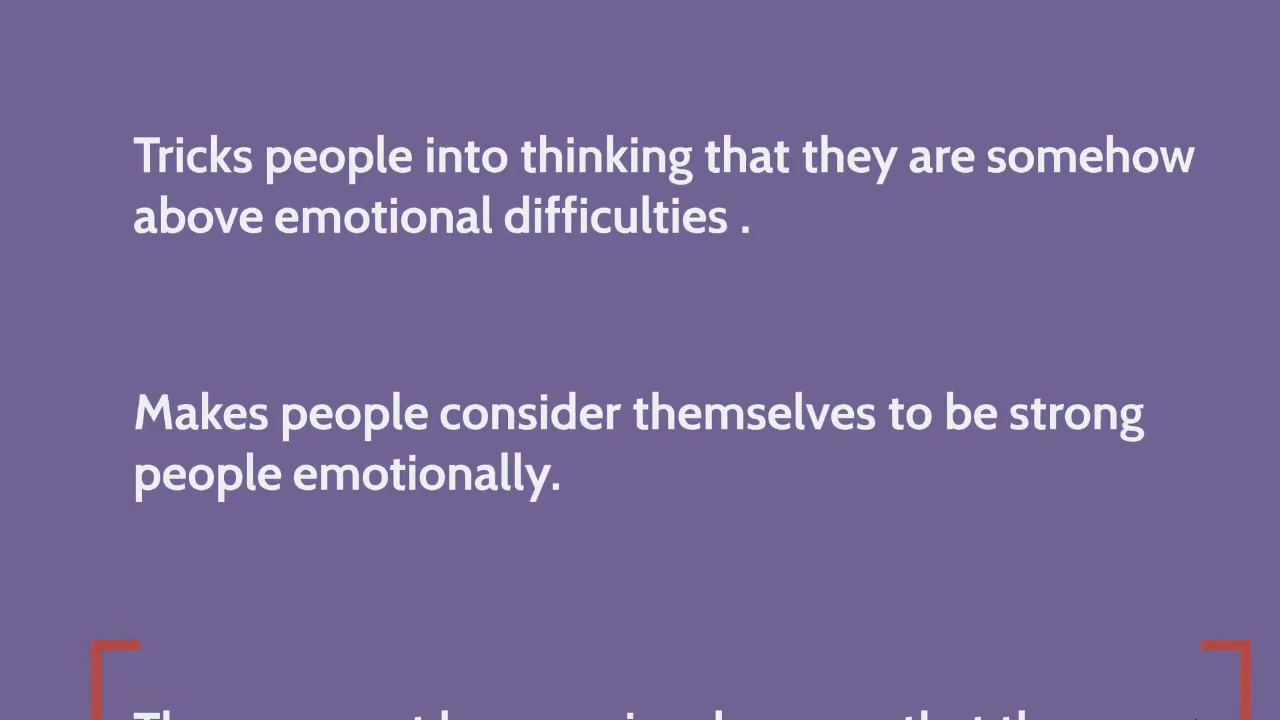 Tricks people into thinking that they are somehow
above emotional difficulties .
Makes people consider themselves to be strong
people emotionally.